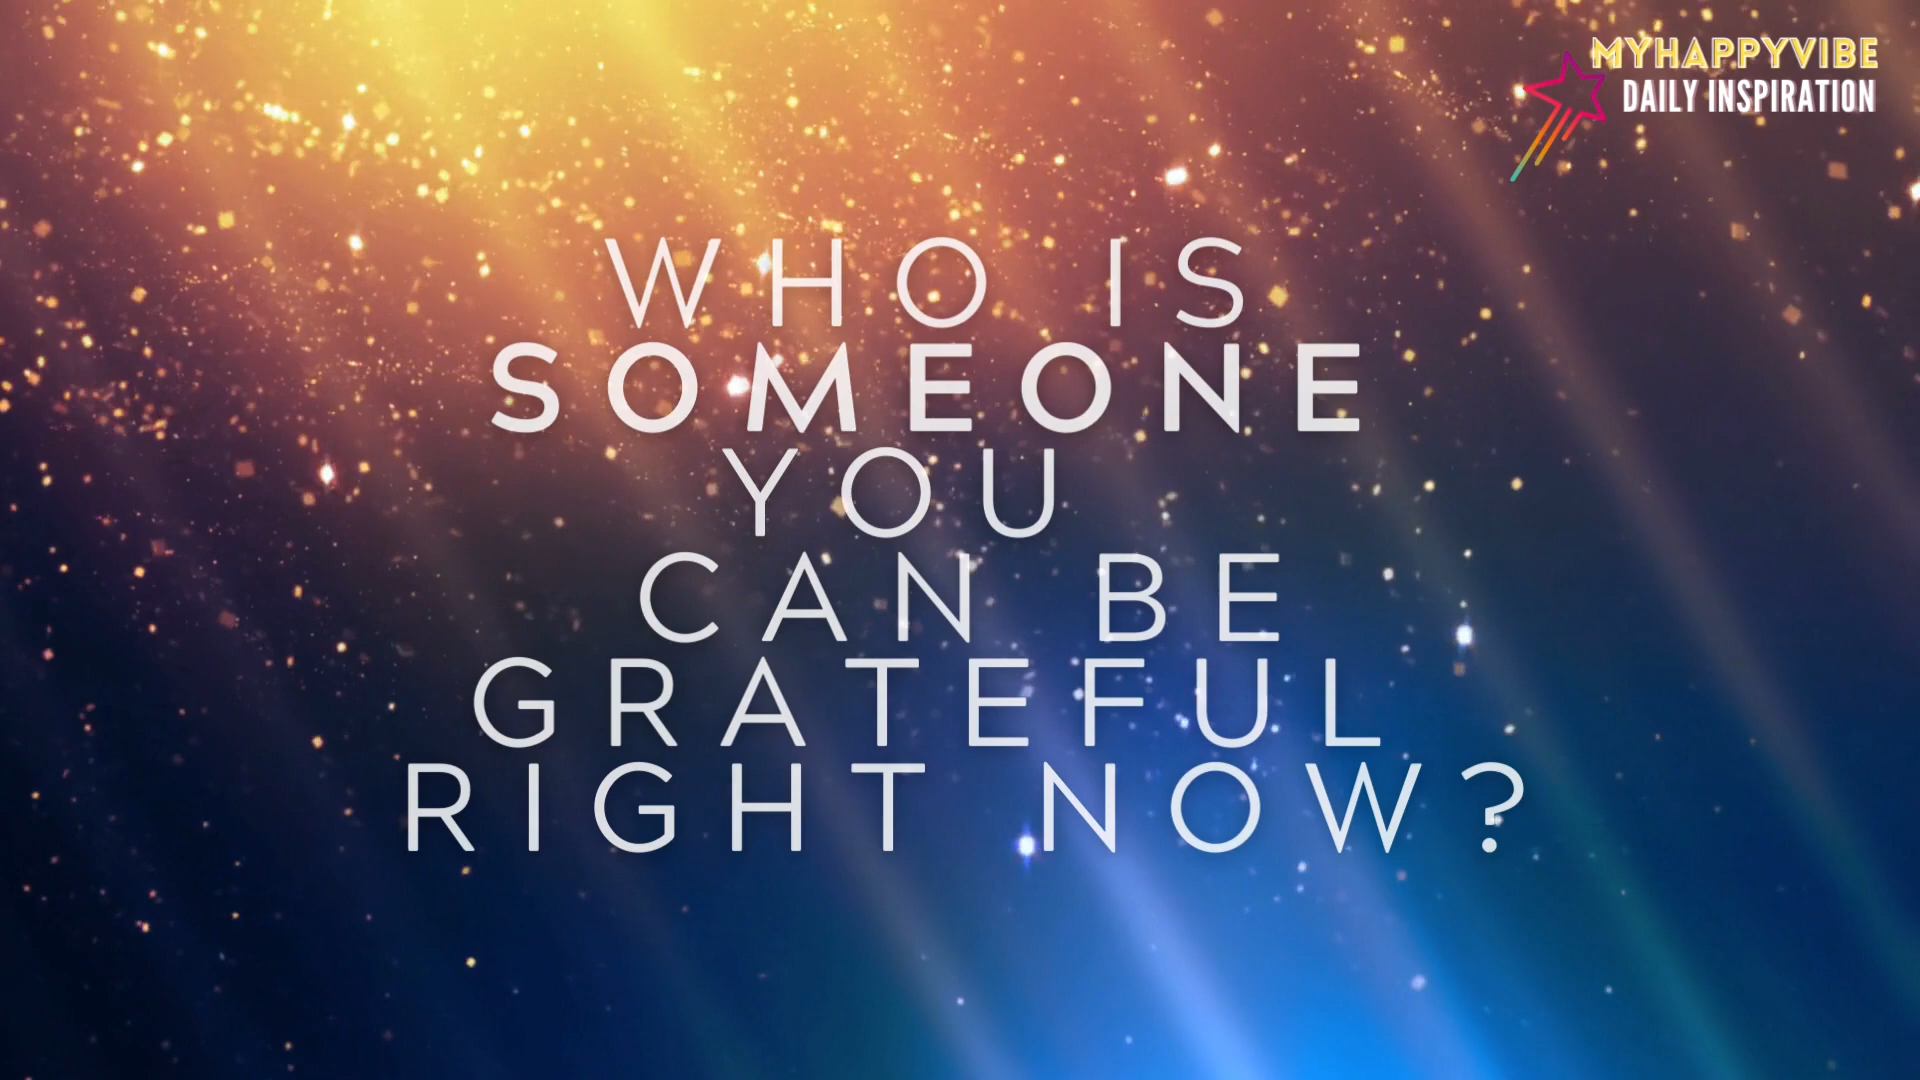 MYHAPPYVIBE
DAILY INSPIRATION
WHO IS
SOMEONE
YOU
CAN BE
GRATEFUL
RIGHT NOW?